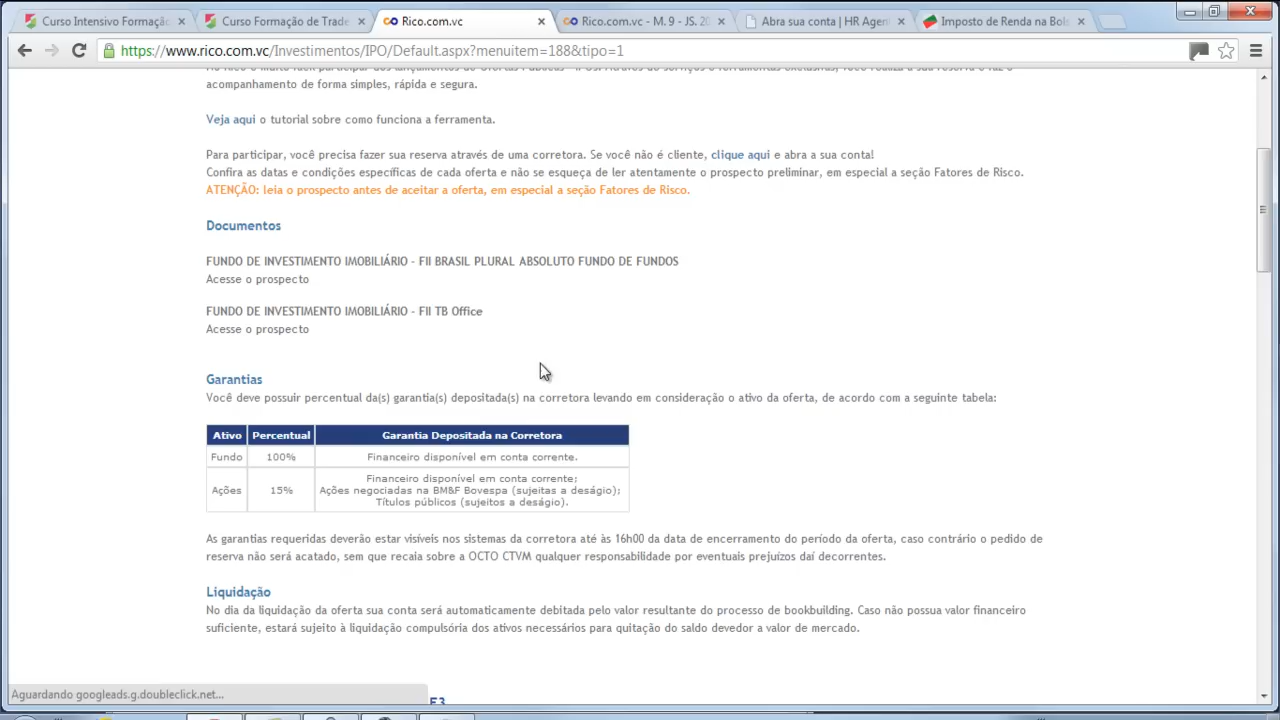 Curso Intensivo Formação
Curso Formação de Trade
Rico.com.vc
Rico.com.vc - M. 9 - JS. 20
Abra sua conta | HR Agen
Imposto de Renda na Bols
https://www.rico.com.vc/Investimentos/IPO/Default.aspx?menuitem=188&tipo=1
acompanhamento de forma simples, rápida e segura.
Veja aqui o tutorial sobre como funciona a ferramenta.
Para participar, você precisa fazer sua reserva através de uma corretora. Se você não é cliente, clique aqui e abra a sua conta!
Confira as datas e condições específicas de cada oferta e não se esqueça de ler atentamente o prospecto preliminar, em especial a seção Fatores de Risco.
ATENÇÃO: leia o prospecto antes de aceitar a oferta, em especial a seção Fatores de Risco.
Documentos
FUNDO DE INVESTIMENTO IMOBILIÁRIO - FII BRASIL PLURAL ABSOLUTO FUNDO DE FUNDOS
Acesse o prospecto
FUNDO DE INVESTIMENTO IMOBILIÁRIO - FII TB Office
Acesse o prospecto
Garantias
Você deve possuir percentual da(s) garantia(s) depositada(s) na corretora levando em consideração o ativo da oferta, de acordo com a seguinte tabela:
Ativo Percentual Garantia Depositada na Corretora
Fundo 100% Financeiro disponível em conta corrente.
Financeiro disponível em conta corrente;
Ações 15% Ações negociadas na BM&F Bovespa (sujeitas a deságio);
Títulos públicos (sujeitos a deságio).
As garantias requeridas deverão estar visíveis nos sistemas da corretora até às 16h00 da data de encerramento do período da oferta, caso contrário o pedido de
reserva não será acatado, sem que recaia sobre a OCTO CTVM qualquer responsabilidade por eventuais prejuízos daí decorrentes.
Liquidação
No dia da liquidação da oferta sua conta será automaticamente debitada pelo valor resultante do processo de bookbuilding. Caso não possua valor financeiro
suficiente, estará sujeito à liquidação compulsória dos ativos necessários para quitação do saldo devedor a valor de mercado.
Aguardando googleads.g.doubleclick.net...